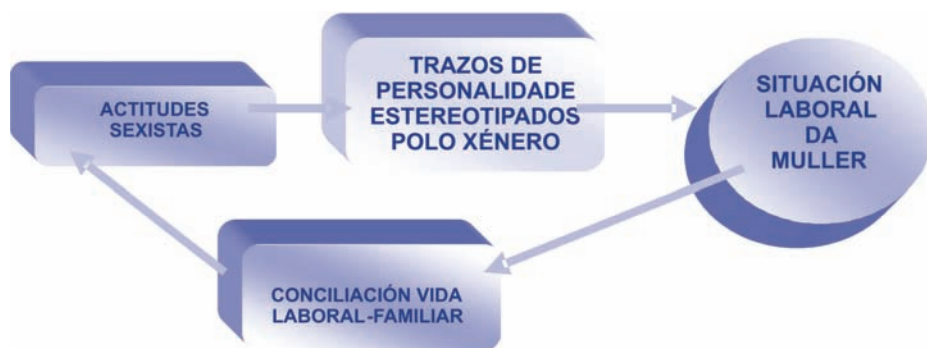 ACTITUDES
SEXISTAS
TRAZOS DE
PERSONALIDADE
ESTEREOTIPADOS
POLO XÉNERO
SITUACIÓN
LABORAL
DA
MULLER
CONCILIACIÓN VIDA
LABORAL-FAMILIAR